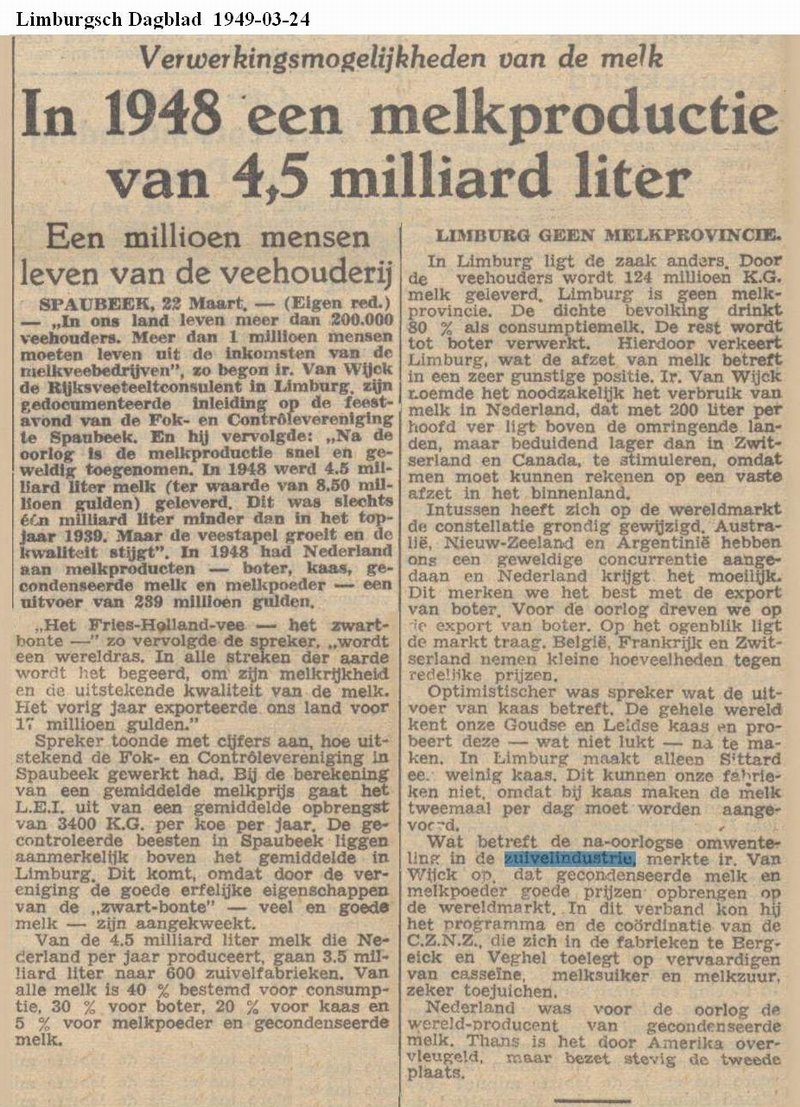 Limburgsch Dagblad 1949-03-24
Verwerkingsmogelijkheden van de melk
In 1948 een melkproductie
van 4,5 milliard liter
Een millioen mensen
leven van de veehouderij
SPAUBEEK, 22 Maart. — (Eigen red.)
— „In ons land leven meer dan 200.000
veehouders. Meer dan 1 millioen mensen
moeten leven uit de inkomsten van de
melkveebedrijven”, zo begon ir. Van Wijck
de Rijksveeteeltconsulent in Limburg, zijn
gedocumenteerde inleiding op de feest-
avond van de Fok- en Contrôlevereniging
te Spaubeek. En hij vervolgde: „Na de
oorlog is de melkproductie snel en ge-
weldig toegenomen. In 1948 werd 4.5 mil-
liard liter melk (ter waarde van 8.50 mil-
lioen gulden) geleverd. Dit was slechts
één milliard liter minder dan in het top-
jaar 1939. Maar de veestapel groeit en de
kwaliteit stijgt”. In 1948 had Nederland
aan melkproducten — boter, kaas, ge-
condenseerde melk en melkpoeder — een
uitvoer van 239 millioen gulden.
„Het Fries-Holland-vee — het zwart-
bonte —” zo vervolgde de spreker, „wordt
een wereldras. In alle streken der aarde
wordt het begeerd, om zijn melkrijkheid
en de uitstekende kwaliteit van de melk.
Het vorig jaar exporteerde ons land voor
17 millioen gulden.”
Spreker toonde met cijfers aan, hoe uit-
stekend de Fok- en Contrôlevereniging in
Spaubeek gewerkt had. Bij de berekening
van een gemiddelde melkprijs gaat het
L.E.I. uit van een gemiddelde opbrengst
van 3400 K.G. per koe per jaar. De ge-
controleerde beesten in Spaubeek liggen
aanmerkelijk boven het gemiddelde in
Limburg. Dit komt, omdat door de ver-
eniging de goede erfelijke eigenschappen
van de „zwart-bonte” — veel en goede
melk — zijn aangekweekt.
Van de 4.5 milliard liter melk die Ne-
derland per jaar produceert, gaan 3.5 mil-
liard liter naar 600 zuivelfabrieken. Van
alle melk is 40 % bestemd voor consump-
tie, 30 % voor boter, 20 % voor kaas en
5 % voor melkpoeder en gecondenseerde
melk.
LIMBURG GEEN MELKPROVINCIE.
In Limburg ligt de zaak anders. Door
de veehouders wordt 124 millioen K.G.
melk geleverd. Limburg is geen melk-
provincie. De dichte bevolking drinkt
80 % als consumptiemelk. De rest wordt
tot boter verwerkt. Hierdoor verkeert
Limburg, wat de afzet van melk betreft
in een zeer gunstige positie. Ir. Van Wijck
noemde het noodzakelijk het verbruik van
melk in Nederland, dat met 200 liter per
hoofd ver ligt boven de omringende lan-
den, maar beduidend lager dan in Zwit-
serland en Canada, te stimuleren, omdat
men moet kunnen rekenen op een vaste
afzet in het binnenland.
Intussen heeft zich op de wereldmarkt
de constellatie grondig gewijzigd. Austra-
lië, Nieuw-Zeeland en Argentinië hebben
ons een geweldige concurrentie aange-
daan en Nederland krijgt het moeilijk.
Dit merken we het best met de export
van boter. Voor de oorlog dreven we op
de export van boter. Op het ogenblik ligt
de markt traag. België, Frankrijk en Zwit-
serland nemen kleine hoeveelheden tegen
redelijke prijzen.
Optimistischer was spreker wat de uit-
voer van kaas betreft. De gehele wereld
kent onze Goudse en Leidse kaas en pro-
beert deze — wat niet lukt — na te ma-
ken. In Limburg maakt alleen Sittard
een weinig kaas. Dit kunnen onze fabrie-
ken niet, omdat bij kaas maken de melk
tweemaal per dag moet worden aange-
voerd.
Wat betreft de na-oorlogse omwente-
ling in de zuivelindustrie, merkte ir. Van
Wijck op, dat gecondenseerde melk en
melkpoeder goede prijzen opbrengen op
de wereldmarkt. In dit verband kon hij
het programma en de coördinatie van de
C.Z.N.Z., die zich in de fabrieken te Berg-
eick en Veghel toelegt op vervaardigen
van casseïne, melksuiker en melkzuur,
zeker toejuichen.
Nederland was voor de oorlog de
wereld-producent van gecondenseerde
melk. Thans is het door Amerika over-
vleugeld, maar bezet stevig de tweede
plaats.